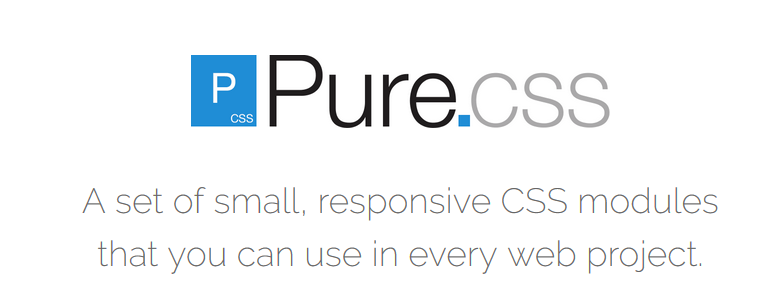 P
CSS
Pure.css
A set of small, responsive CSS modules
that you can use in every web project.